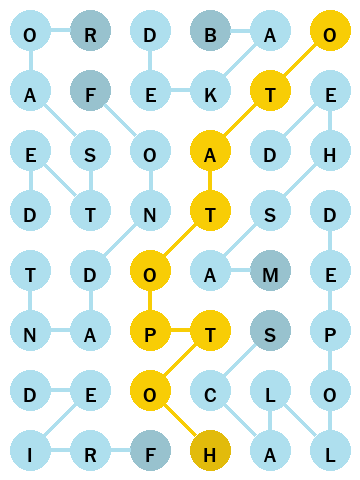 O R D B A O
A F E K T E
E S O A D H
D T N T S D
T D O A M E
N A P T S P
D E O C L O
I R F H A L